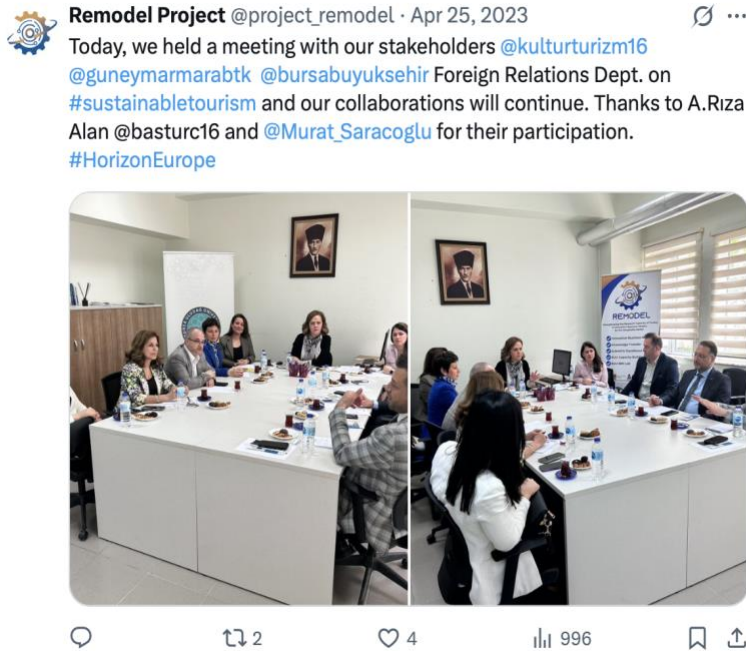 Remodel Project @project_remodel · Apr 25, 2023
Today, we held a meeting with our stakeholders @kulturturizm16
@guneymarmarabtk @bursabuyuksehir Foreign Relations Dept. on
#sustainabletourism and our collaborations will continue. Thanks to A.Rıza
Alan @basturc16 and @Murat_Saracoglu for their participation.
#HorizonEurope
REMODEL
2
4
996